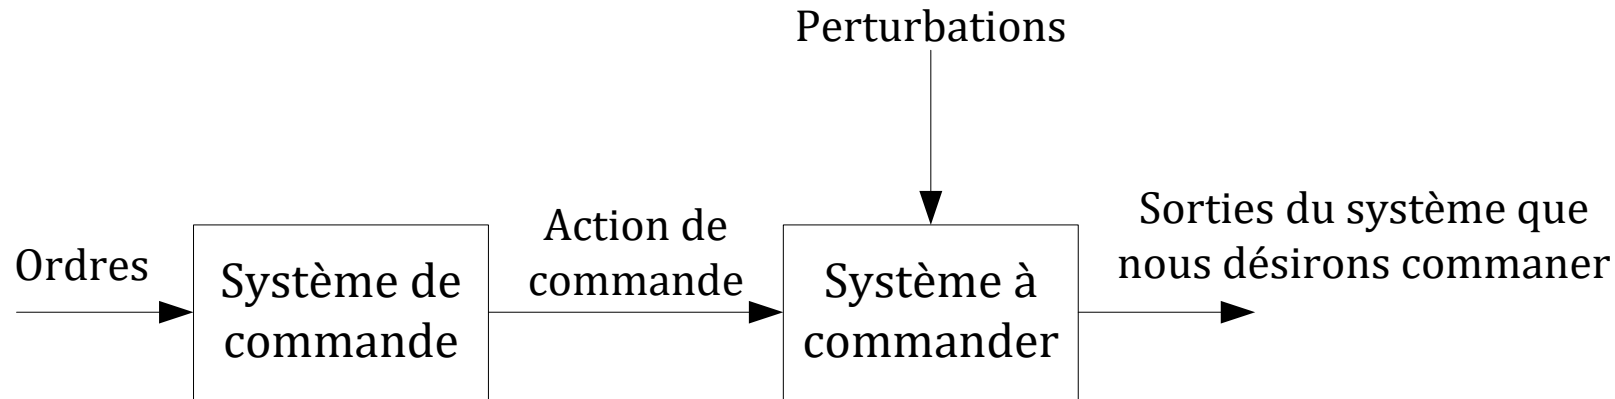 Perturbations
Ordres
Système de
commande
Action de
commande
Système à
commander
Sorties du système que
nous désirons commaner